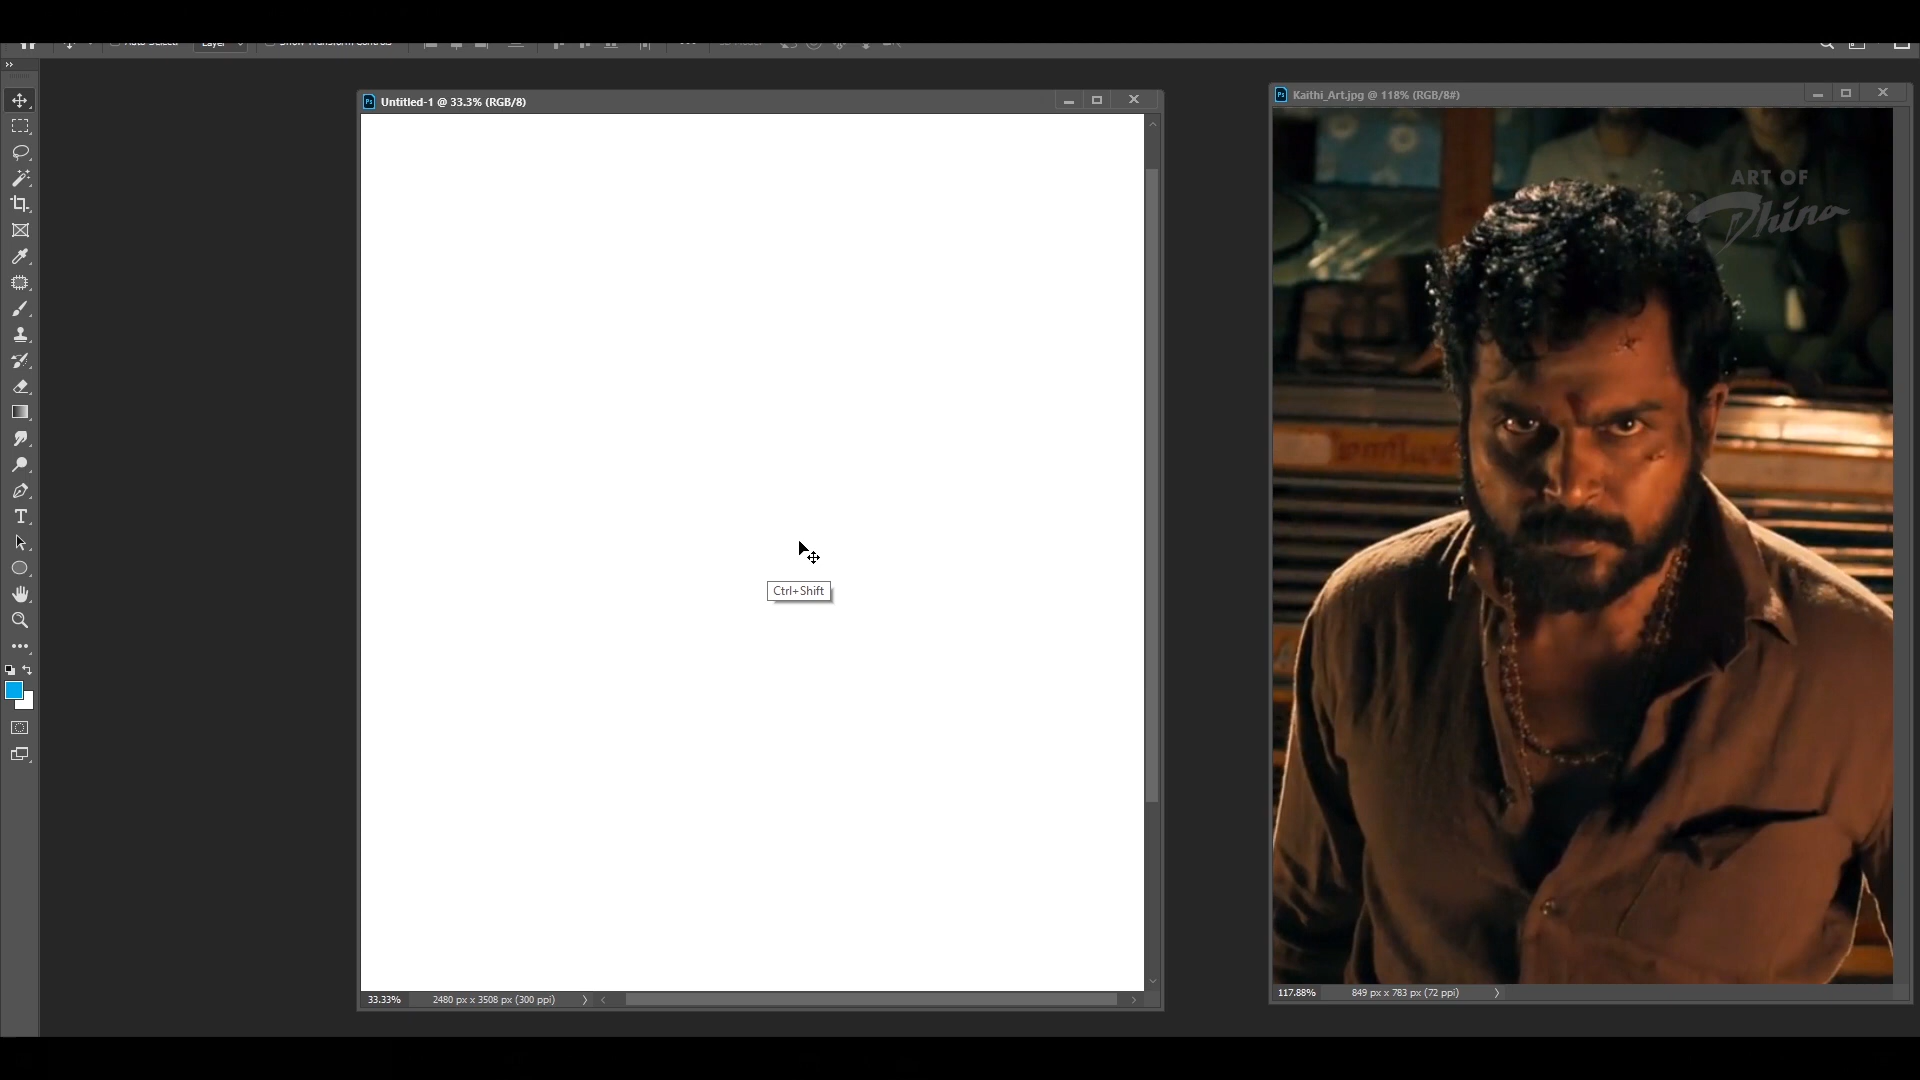 Untitled-1 @ 33.3% (RGB/8)
Kaithi_Art.jpg @ 118% (RGB/8#)
ART OF
Dhina
Ctrl+Shift
33.33%
2480 px x 3508 px (300 ppi)
117.88%
849 px x 783 px (72 ppi)